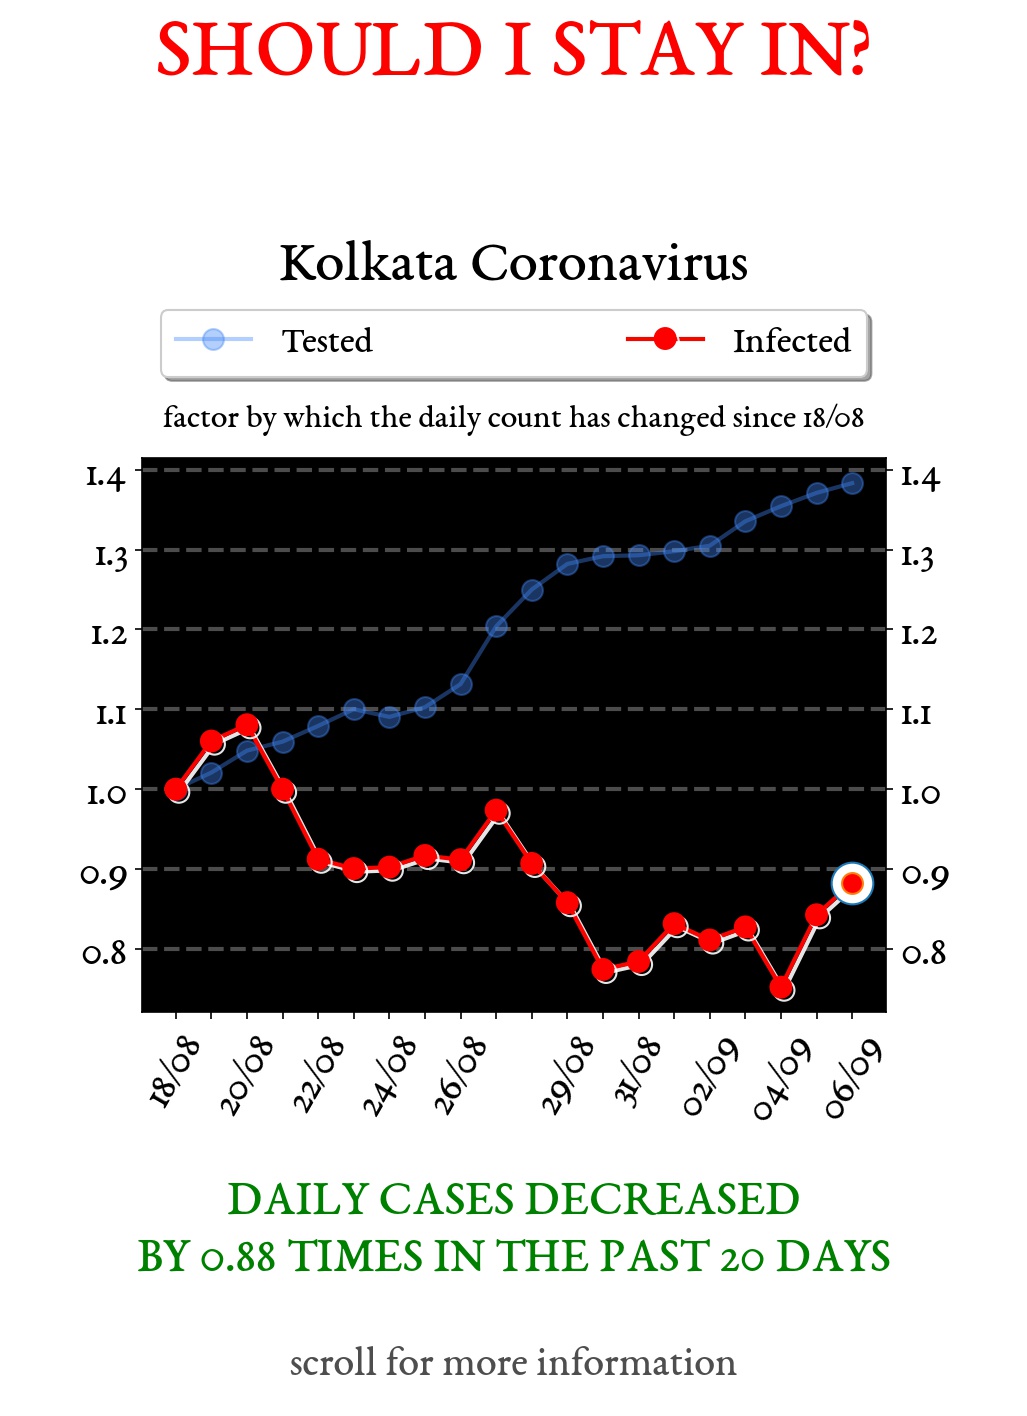 SHOULD I STAY IN?
Kolkata Coronavirus
Tested Infected
factor by which the daily count has changed since 18/08
1.4 1.4
1.3 1.3
1.2 1.2
1.1 1.1
1.0 1.0
0.9 0.9
0.8 0.8
18/08 20/08 22/08 24/08 26/08 29/08 31/08 02/09 04/09 06/09
DAILY CASES DECREASED
BY 0.88 TIMES IN THE PAST 20 DAYS
scroll for more information